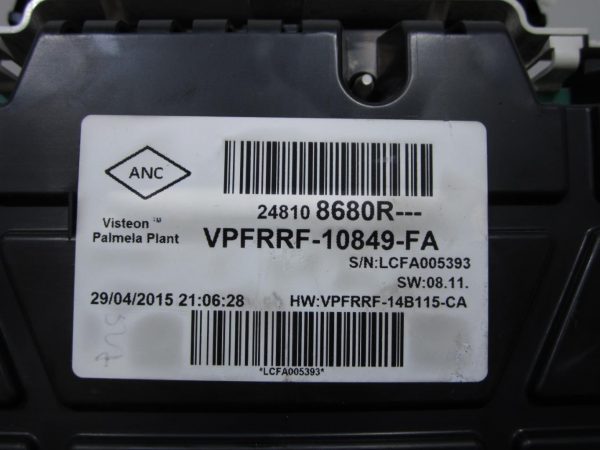 ANC
24810 8680R---
Visteon ™
Palmela Plant
VPFRRF-10849-FA
S/N:LCFA005393
SW:08.11.
29/04/2015 21:06:28
HW:VPFRRF-14B115-CA
*LCFA005393*